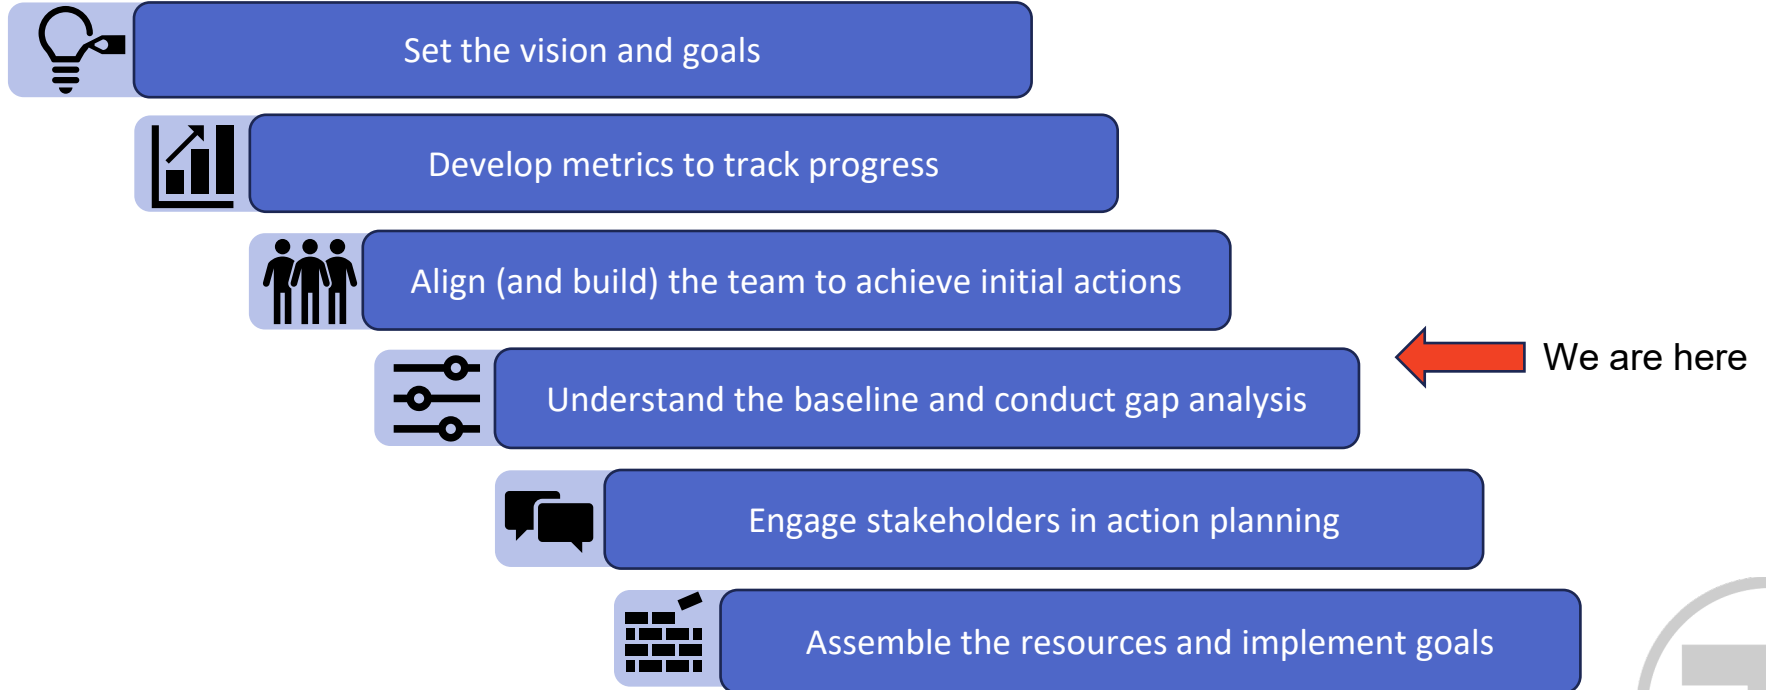 Set the vision and goals
Develop metrics to track progress
Align (and build) the team to achieve initial actions
We are here
Understand the baseline and conduct gap analysis
Engage stakeholders in action planning
Assemble the resources and implement goals